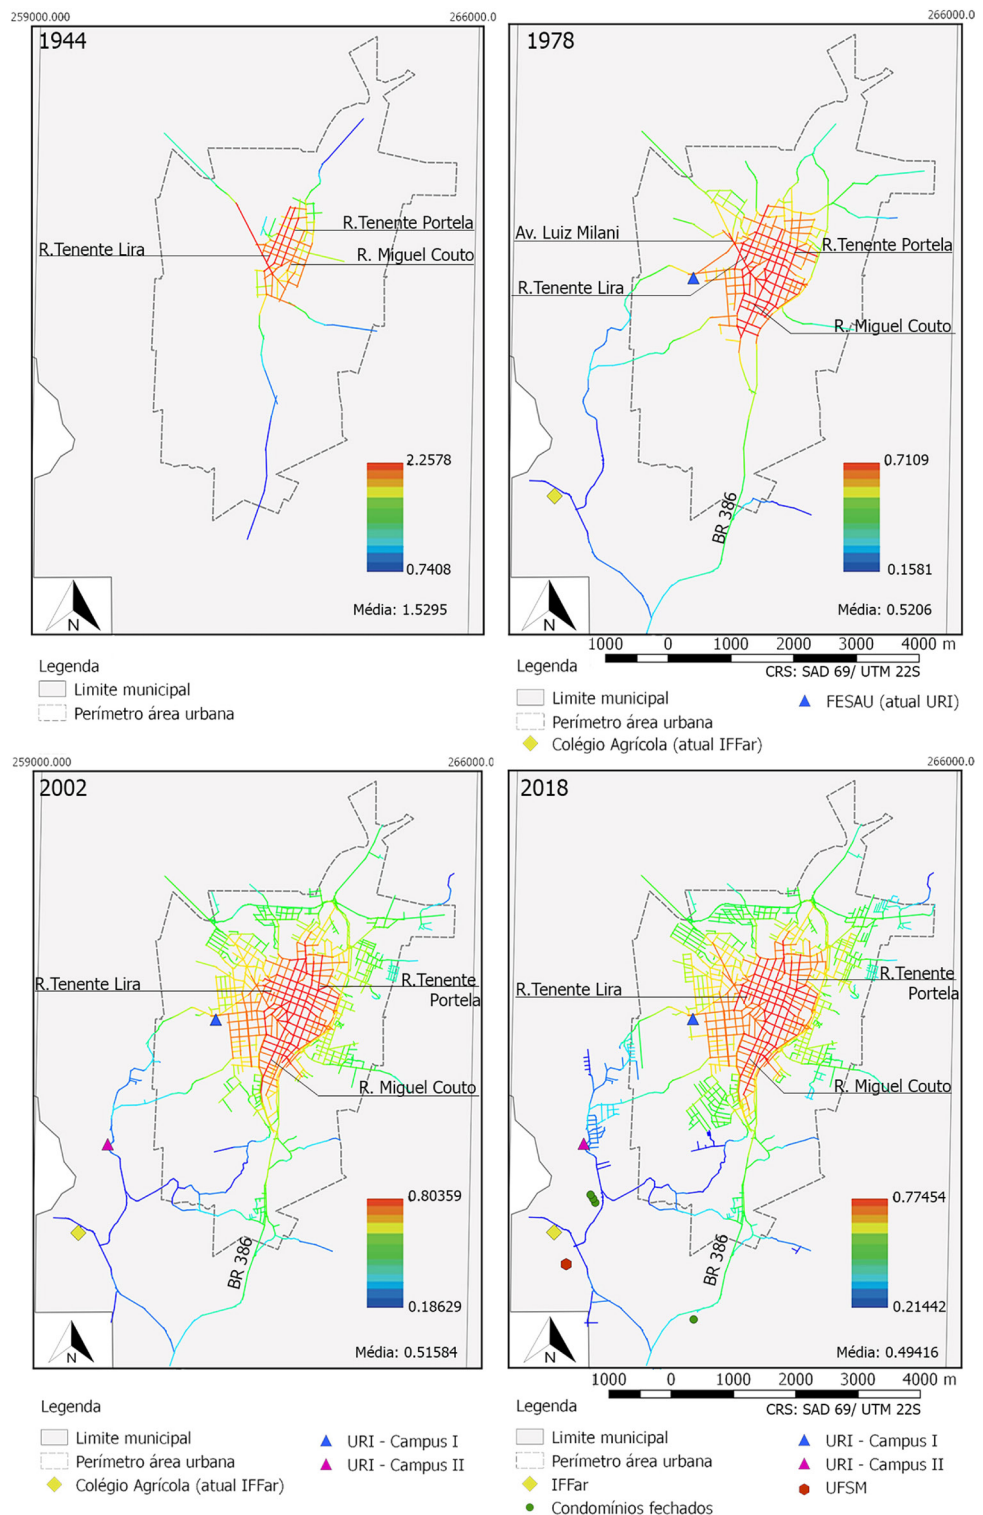 259000.000
266000.0
1944
R.Tenente Portela
R.Tenente Lira
R. Miguel Couto
2.2578
0.7408
Média: 1.5295
N
Legenda
Limite municipal
Perímetro área urbana
266000.0
1978
Av. Luiz Milani
R.Tenente Portela
R.Tenente Lira
R. Miguel Couto
0.7109
BR 386
0.1581
Média: 0.5206
N
1000 0 1000 2000 3000 4000 m
CRS: SAD 69/ UTM 22S
Legenda
Limite municipal
FESAU (atual URI)
Perímetro área urbana
Colégio Agrícola (atual IFFar)
259000.000
266000.0
2002
R.Tenente Lira
R.Tenente
Portela
R. Miguel Couto
0.80359
BR 386
0.18629
Média: 0.51584
N
Legenda
Limite municipal
URI - Campus I
Perímetro área urbana
URI - Campus II
Colégio Agrícola (atual IFFar)
266000.0
2018
R.Tenente
Portela
R.Tenente Lira
R. Miguel Couto
0.77454
BR 386
0.21442
Média: 0.49416
N
1000 0 1000 2000 3000 4000 m
CRS: SAD 69/ UTM 22S
Legenda
Limite municipal
URI - Campus I
Perímetro área urbana
URI - Campus II
IFFar
UFSM
Condomínios fechados